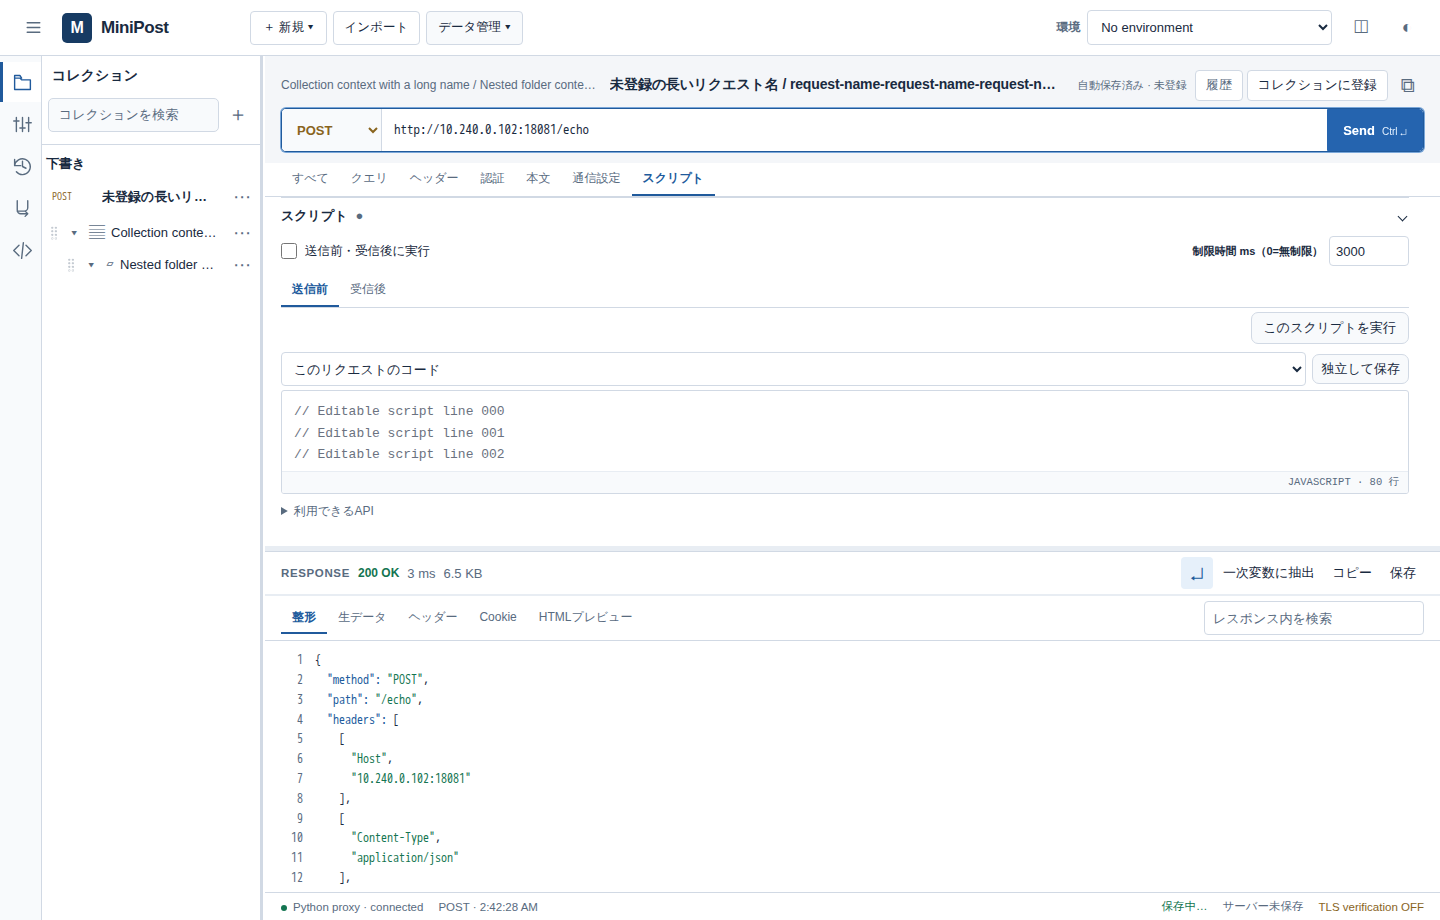 M MiniPost ＋ 新規 ▾ インポート データ管理 ▾ 環境 No environment
コレクション
コレクションを検索 ＋
下書き
POST 未登録の長いリ… ···
Collection conte… ···
Nested folder … ···
Collection context with a long name / Nested folder conte… 未登録の長いリクエスト名 / request-name-request-name-request-n… 自動保存済み · 未登録 履歴 コレクションに登録
POST http://10.240.0.102:18081/echo Send Ctrl ↵
すべて クエリ ヘッダー 認証 本文 通信設定 スクリプト
スクリプト ●
送信前・受信後に実行 制限時間 ms（0=無制限） 3000
送信前 受信後
このスクリプトを実行
このリクエストのコード 独立して保存
// Editable script line 000
// Editable script line 001
// Editable script line 002
JAVASCRIPT · 80 行
▶ 利用できるAPI
RESPONSE 200 OK 3 ms 6.5 KB 一次変数に抽出 コピー 保存
整形 生データ ヘッダー Cookie HTMLプレビュー レスポンス内を検索
1 {
2 "method": "POST",
3 "path": "/echo",
4 "headers": [
5 [
6 "Host",
7 "10.240.0.102:18081"
8 ],
9 [
10 "Content-Type",
11 "application/json"
12 ],
● Python proxy · connected POST · 2:42:28 AM 保存中… サーバー未保存 TLS verification OFF